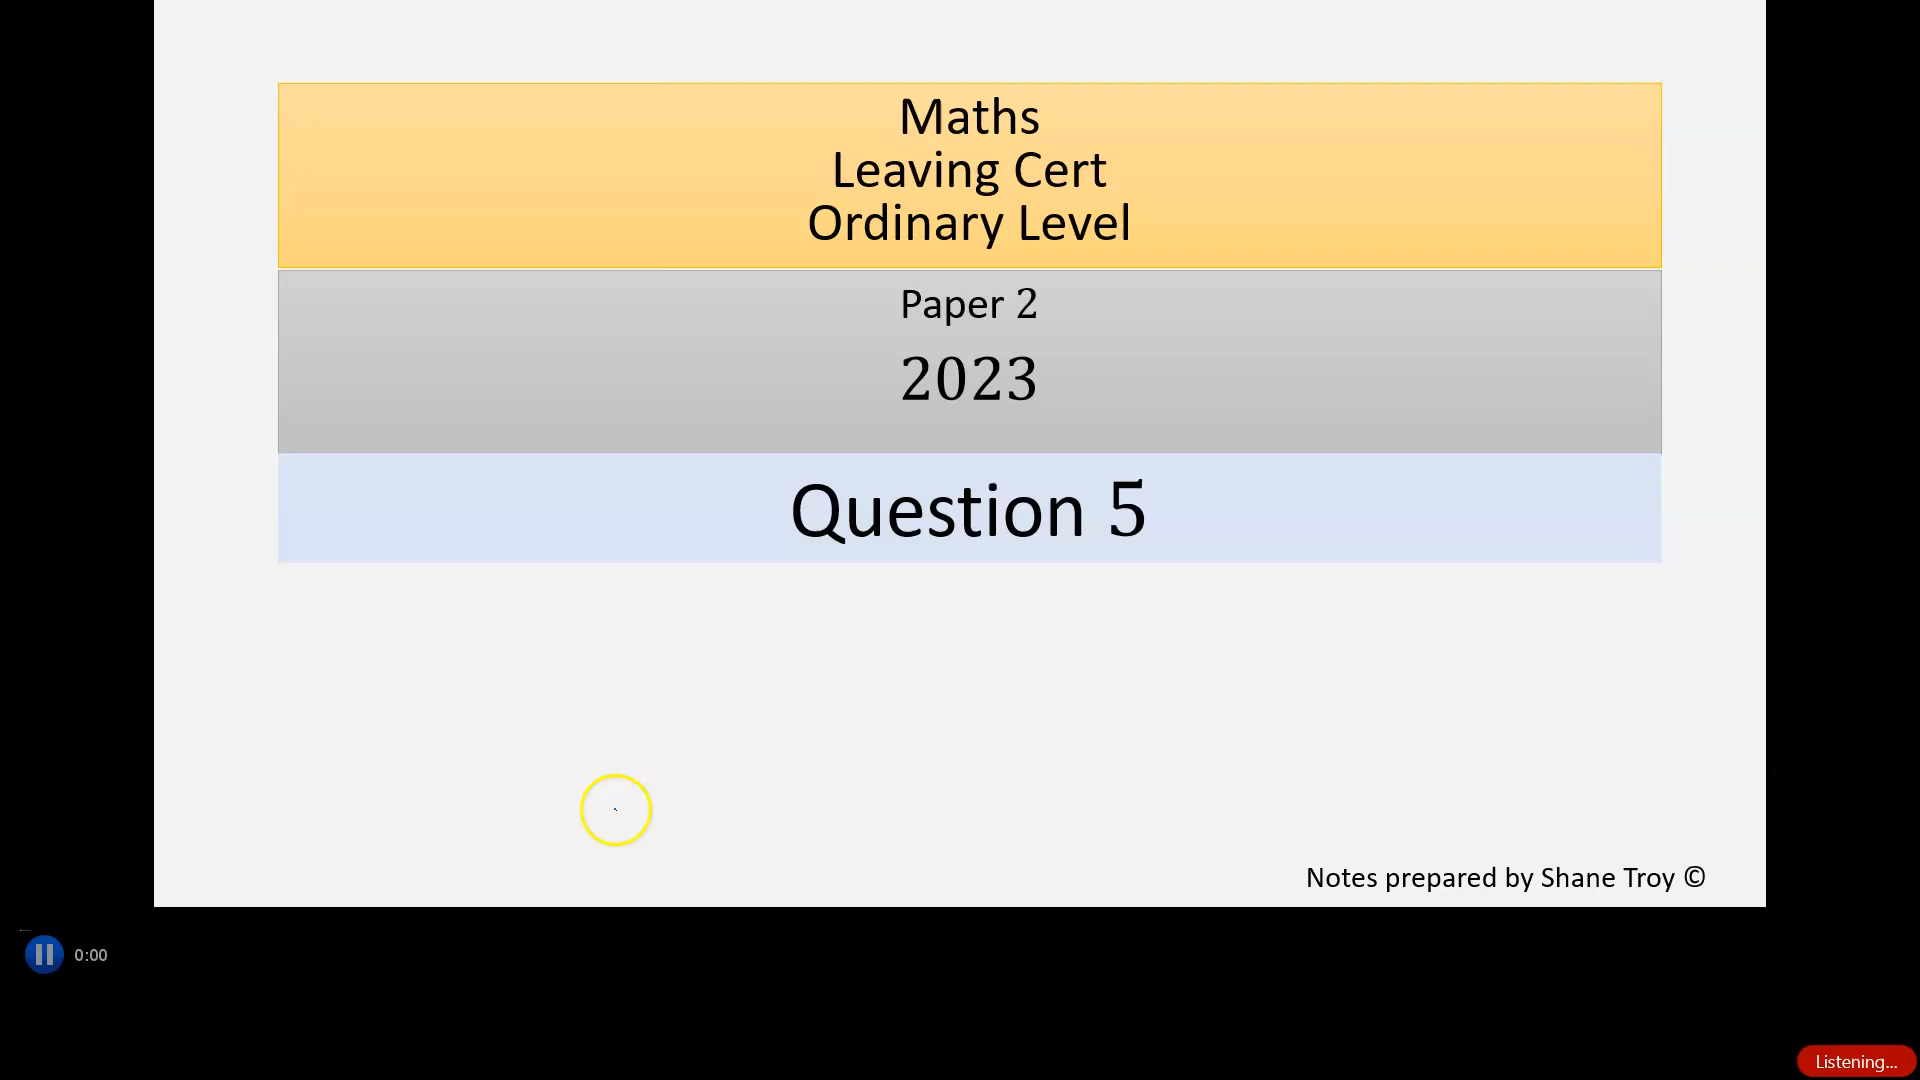 Maths
Leaving Cert
Ordinary Level
Paper 2
2023
Question 5
Notes prepared by Shane Troy ©
0:00
Listening...